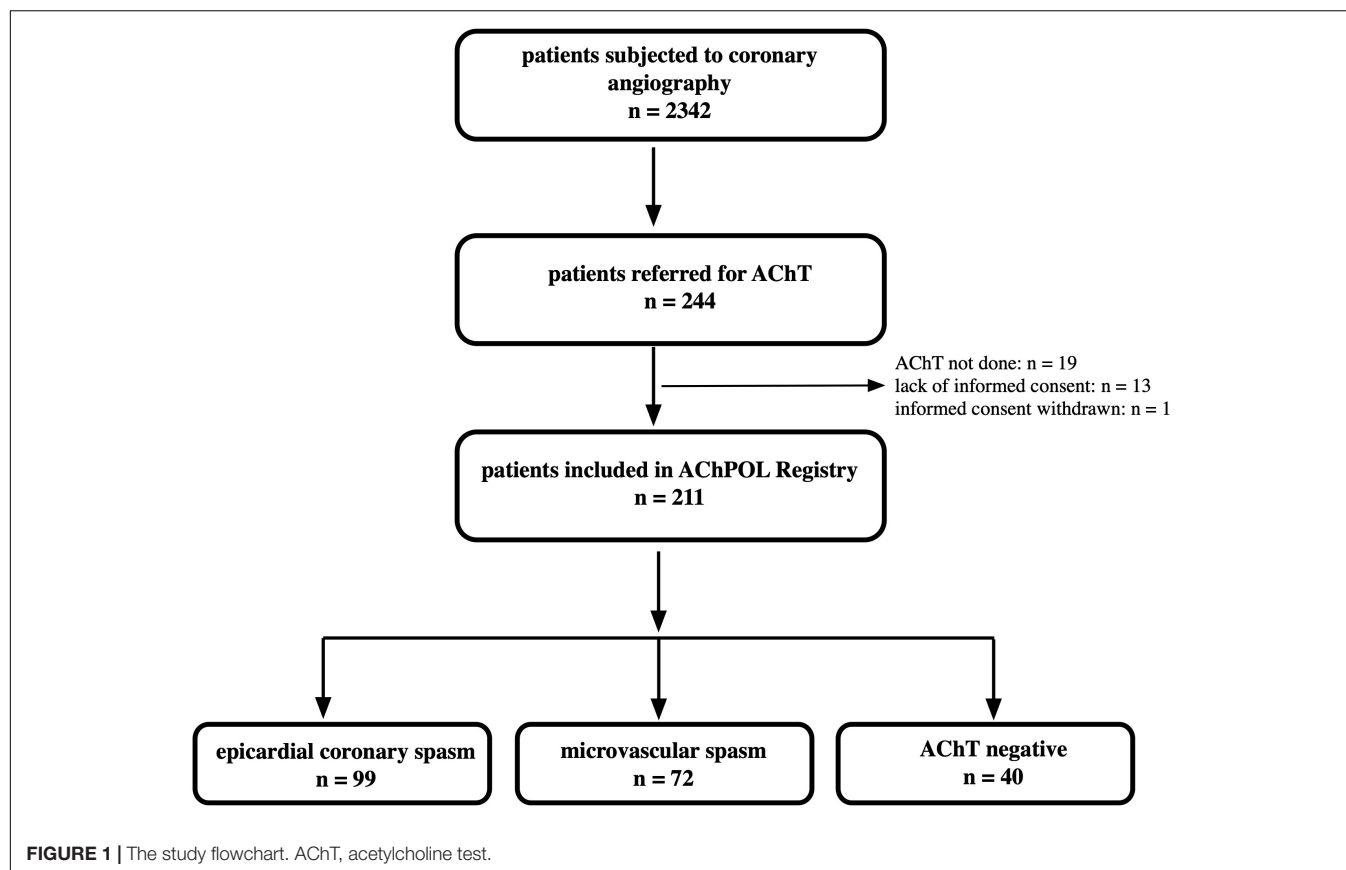 patients subjected to coronary
angiography
n = 2342
patients referred for AChT
n = 244
AChT not done: n = 19
lack of informed consent: n = 13
informed consent withdrawn: n = 1
patients included in AChPOL Registry
n = 211
epicardial coronary spasm
n = 99
microvascular spasm
n = 72
AChT negative
n = 40
FIGURE 1 | The study flowchart. AChT, acetylcholine test.